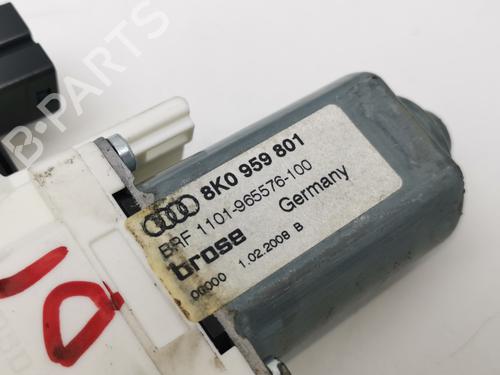 8K0 959 801
BRF 1101-965576-100
brose Germany
00000 1.02.2008 B
B-PARTS